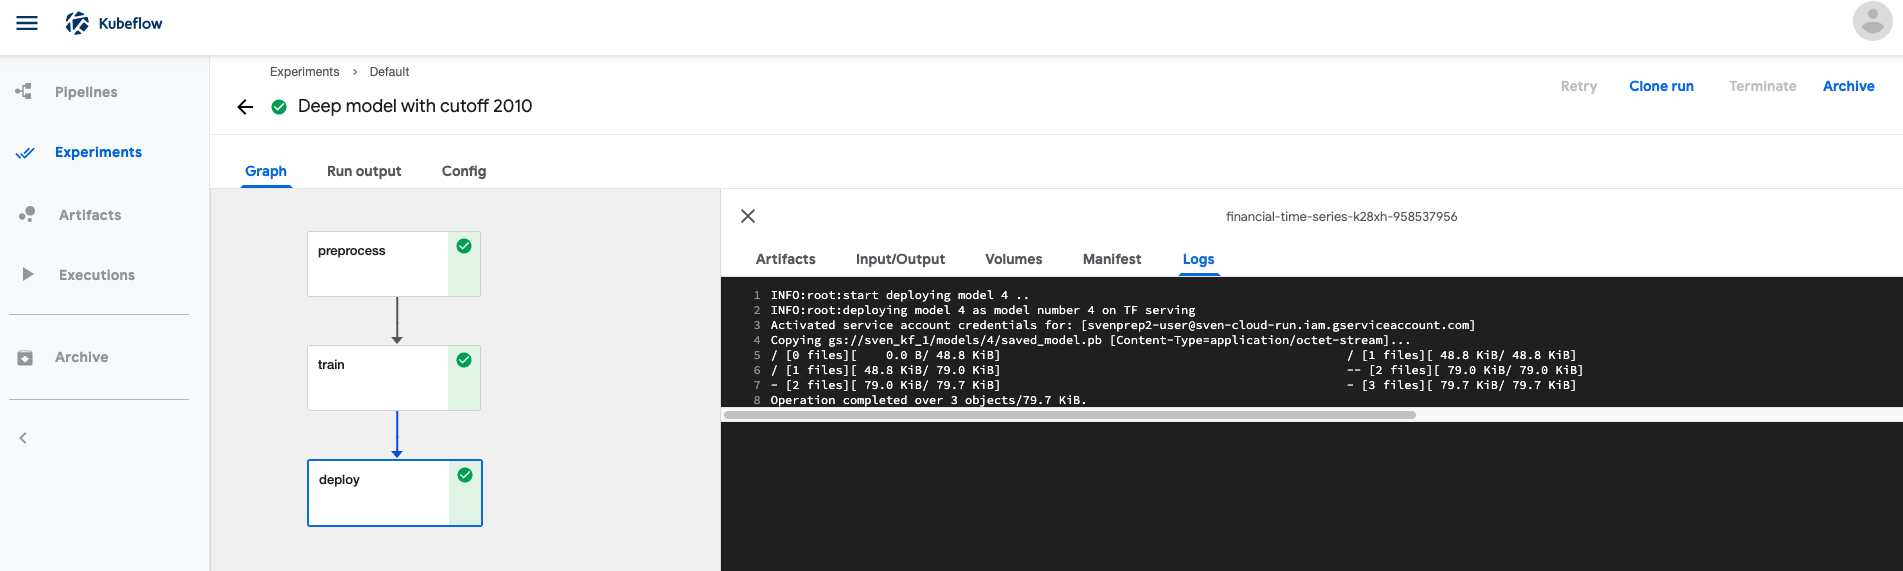 Kubeflow
Pipelines
Experiments
Artifacts
Executions
Archive
Experiments > Default
Deep model with cutoff 2010
Retry Clone run Terminate Archive
Graph Run output Config
preprocess
train
deploy
financial-time-series-k28xh-958537956
Artifacts Input/Output Volumes Manifest Logs
1 INFO:root:start deploying model 4 ..
2 INFO:root:deploying model 4 as model number 4 on TF serving
3 Activated service account credentials for: [svenprep2-user@sven-cloud-run.iam.gserviceaccount.com]
4 Copying gs://sven_kf_1/models/4/saved_model.pb [Content-Type=application/octet-stream]...
5 / [0 files][    0.0 B/ 48.8 KiB] / [1 files][ 48.8 KiB/ 48.8 KiB]
6 / [1 files][ 48.8 KiB/ 79.0 KiB] -- [2 files][ 79.0 KiB/ 79.0 KiB]
7 - [2 files][ 79.0 KiB/ 79.7 KiB] - [3 files][ 79.7 KiB/ 79.7 KiB]
8 Operation completed over 3 objects/79.7 KiB.